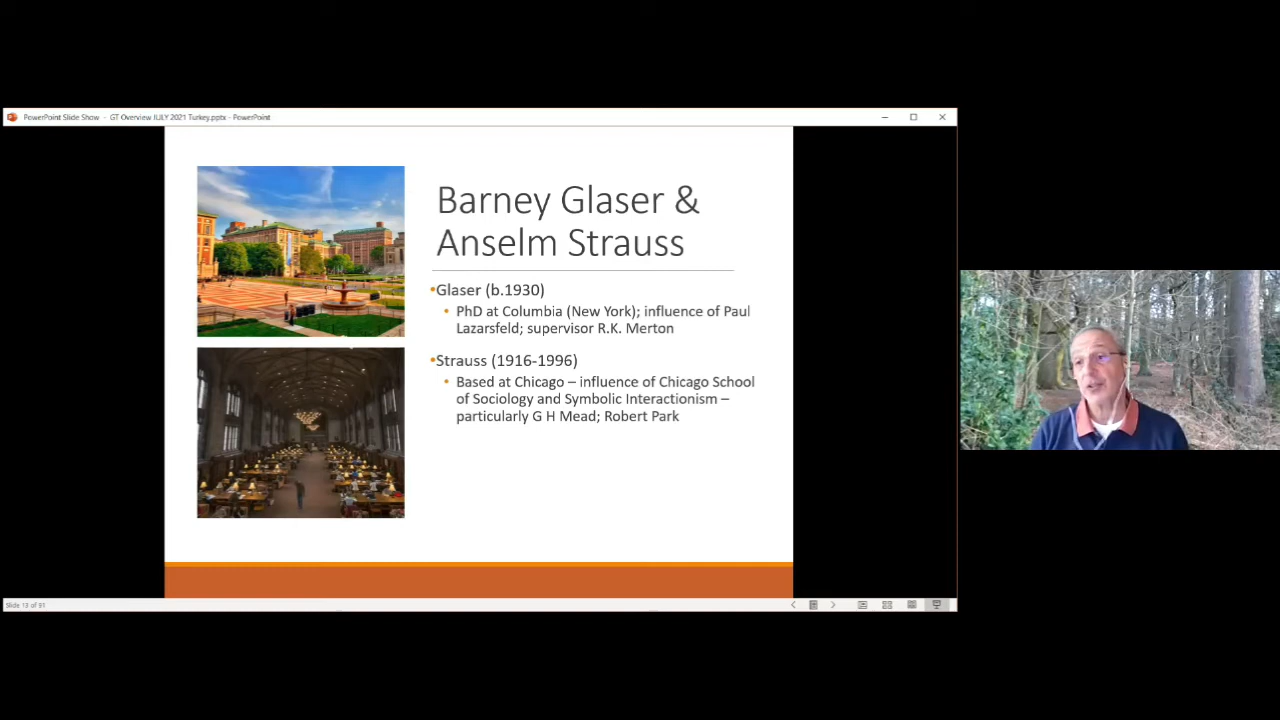 PowerPoint Slide Show - GT Overview JULY 2021 Turkey.pptx - PowerPoint
Barney Glaser &
Anselm Strauss
•Glaser (b.1930)
• PhD at Columbia (New York); influence of Paul
Lazarsfeld; supervisor R.K. Merton
•Strauss (1916-1996)
• Based at Chicago – influence of Chicago School
of Sociology and Symbolic Interactionism –
particularly G H Mead; Robert Park
Slide 13 of 91